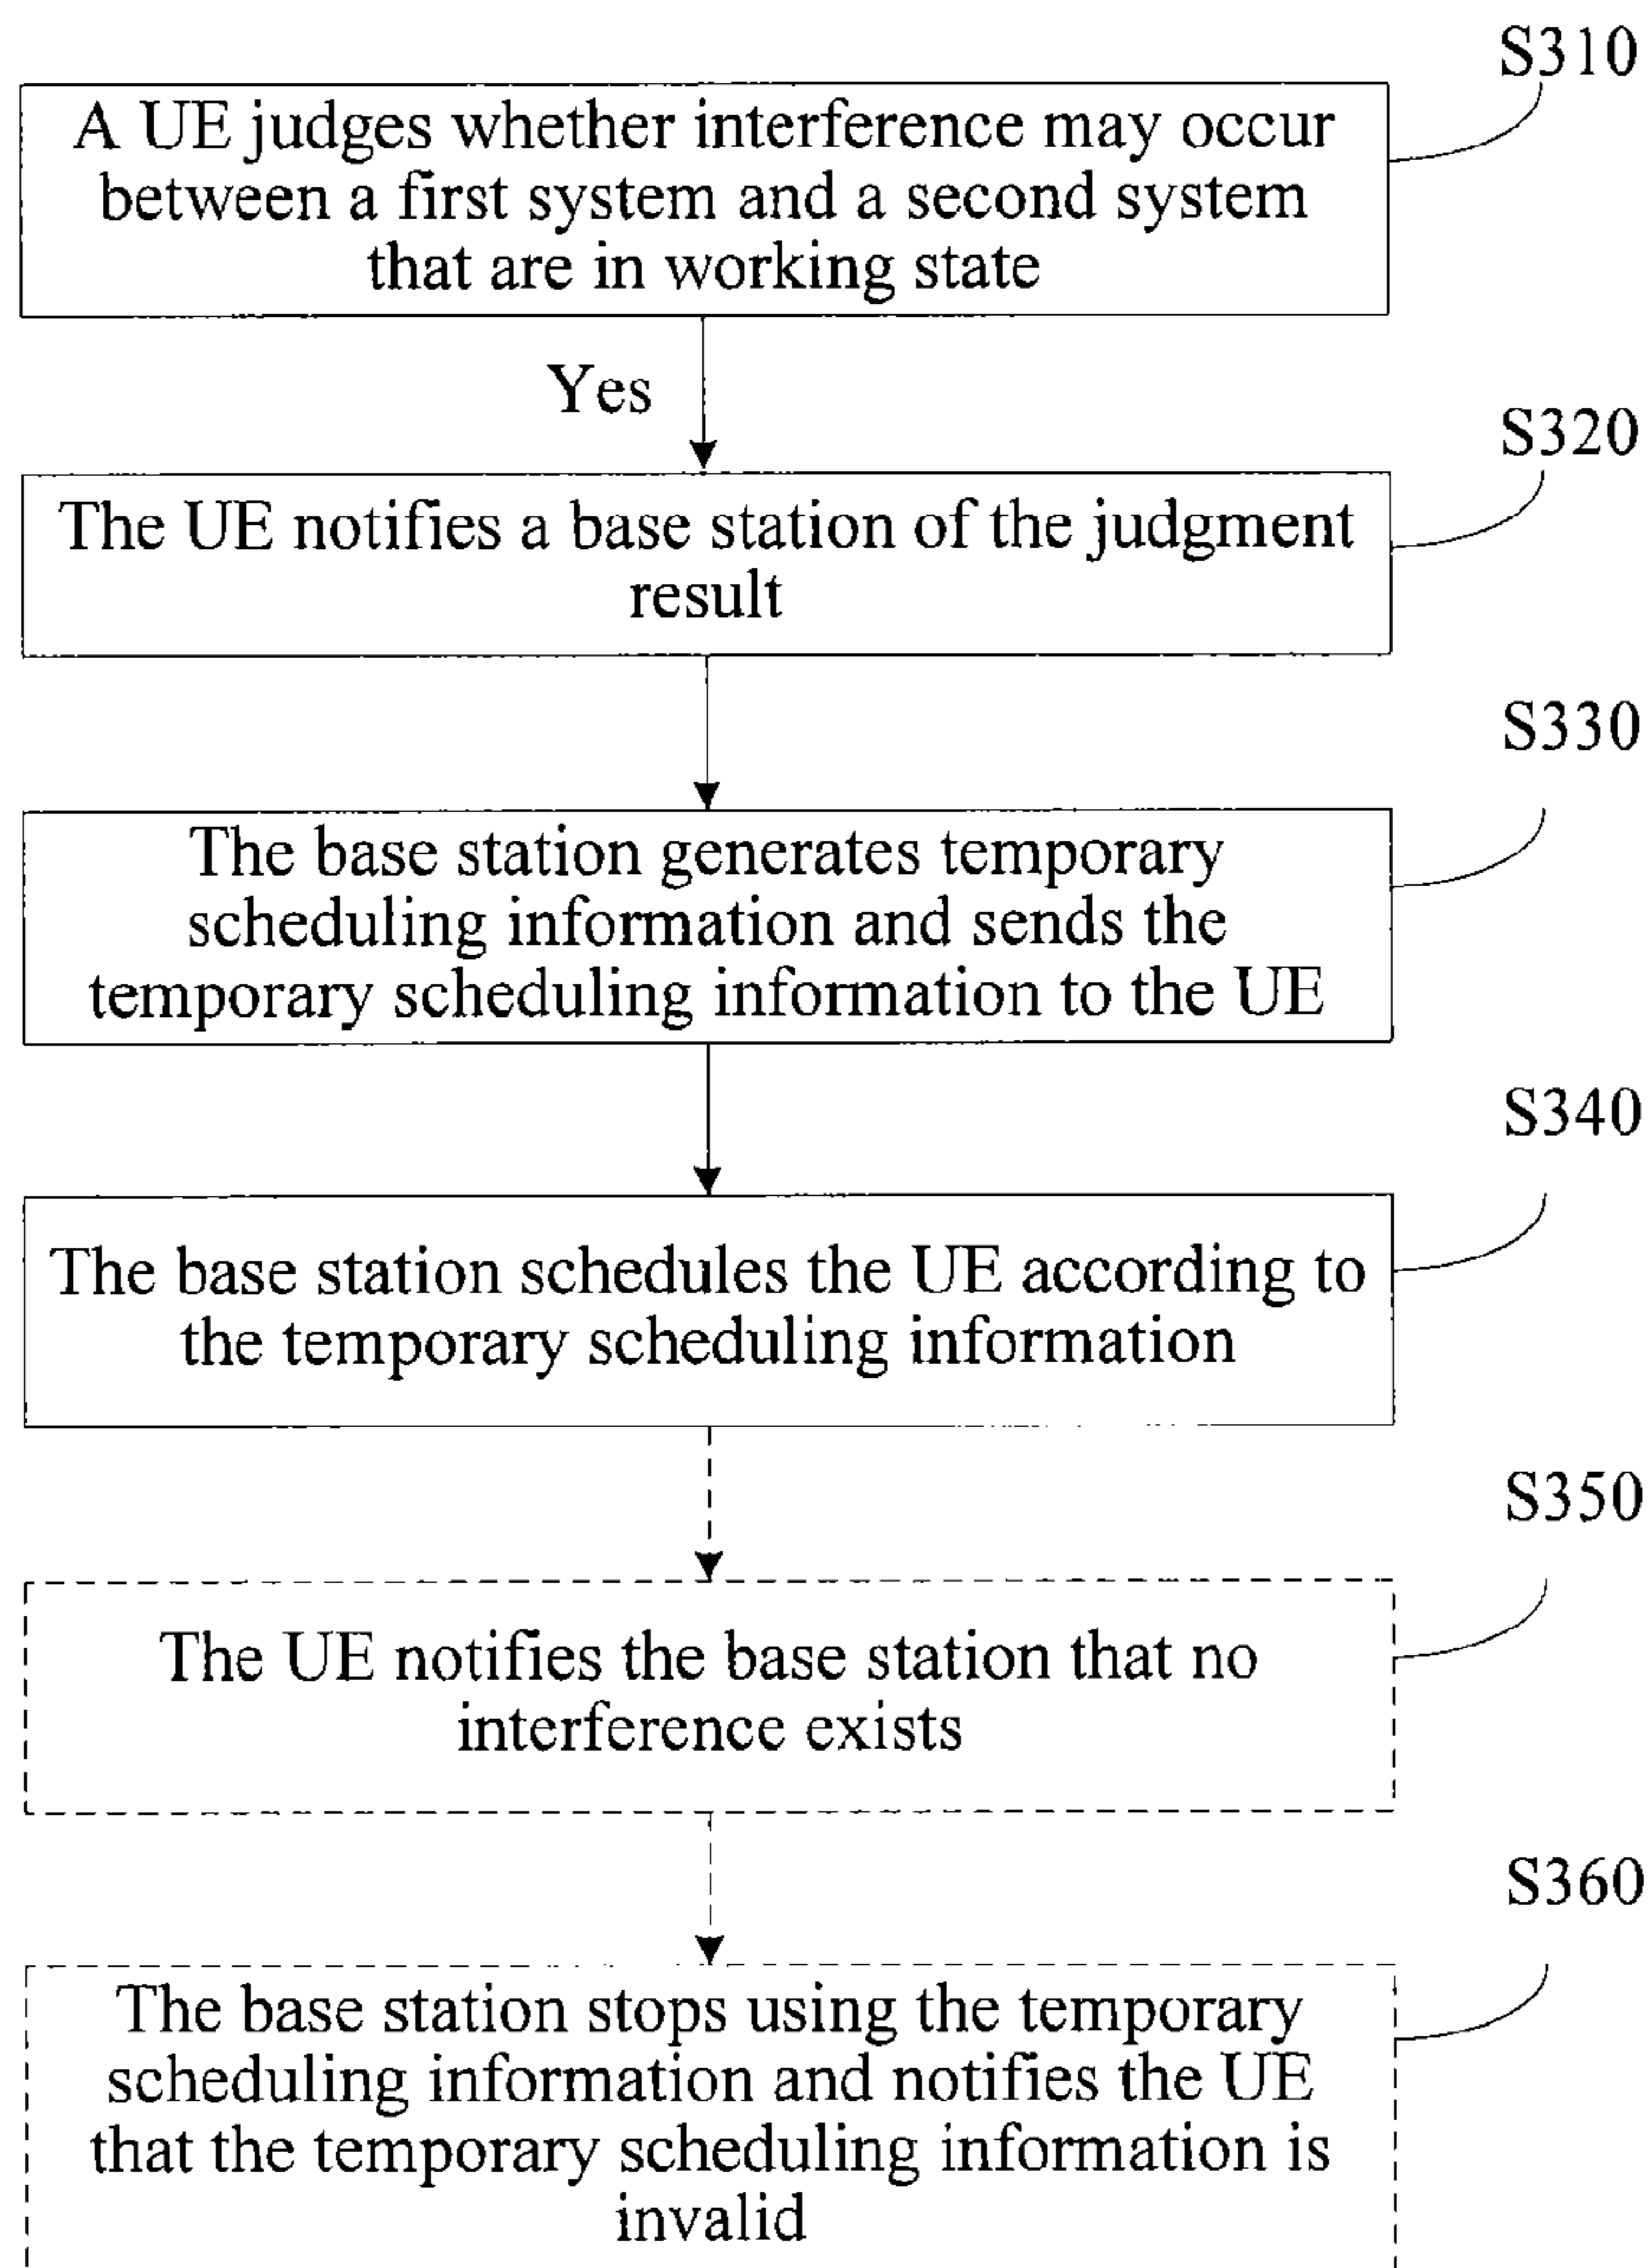 S310
A UE judges whether interference may occur
between a first system and a second system
that are in working state
Yes
S320
The UE notifies a base station of the judgment
result
S330
The base station generates temporary
scheduling information and sends the
temporary scheduling information to the UE
S340
The base station schedules the UE according to
the temporary scheduling information
S350
The UE notifies the base station that no
interference exists
S360
The base station stops using the temporary
scheduling information and notifies the UE
that the temporary scheduling information is
invalid